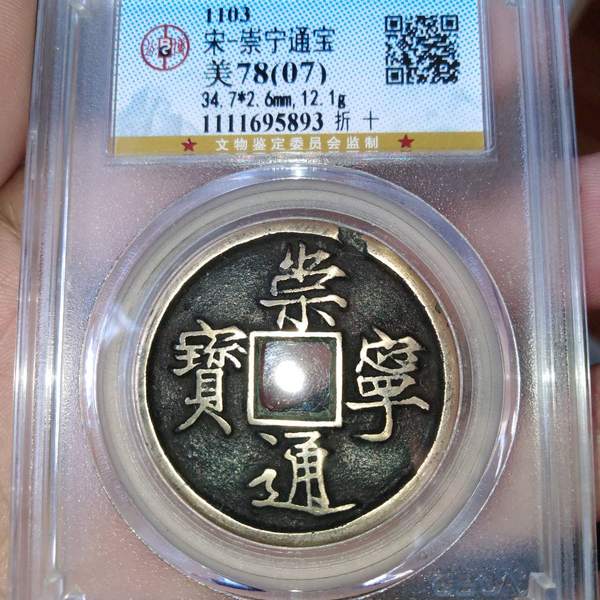 1103
宋-崇宁通宝
美78(07)
34.7*2.6mm,12.1g
1111695893 折十
★ 文物鉴定委员会监制 ★
崇
寧
通
寶